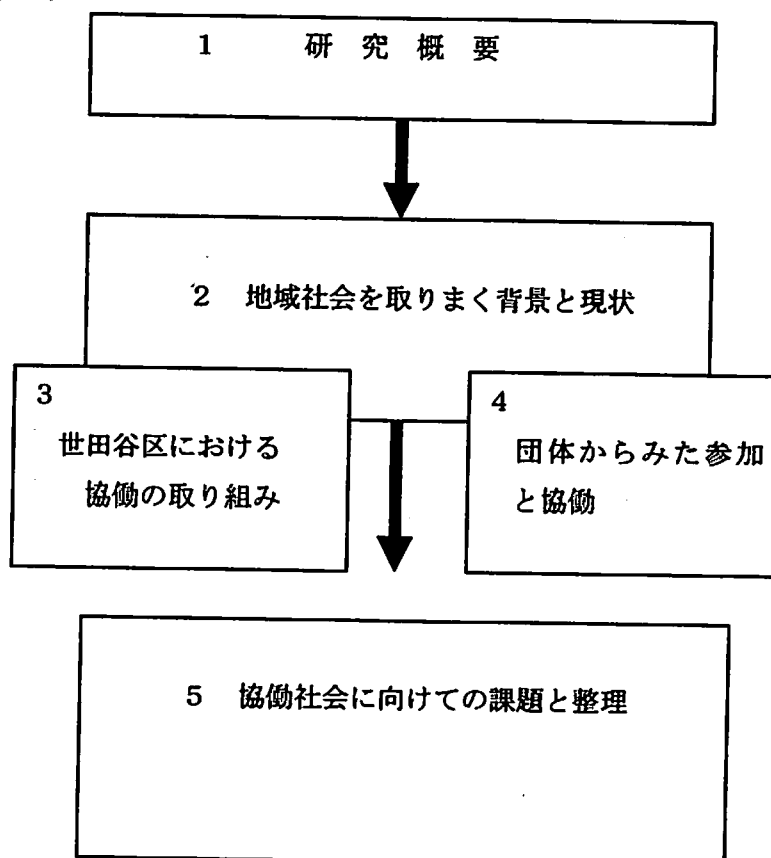 1 研究概要
2 地域社会を取りまく背景と現状
3
世田谷区における
協働の取り組み
4
団体からみた参加
と協働
5 協働社会に向けての課題と整理